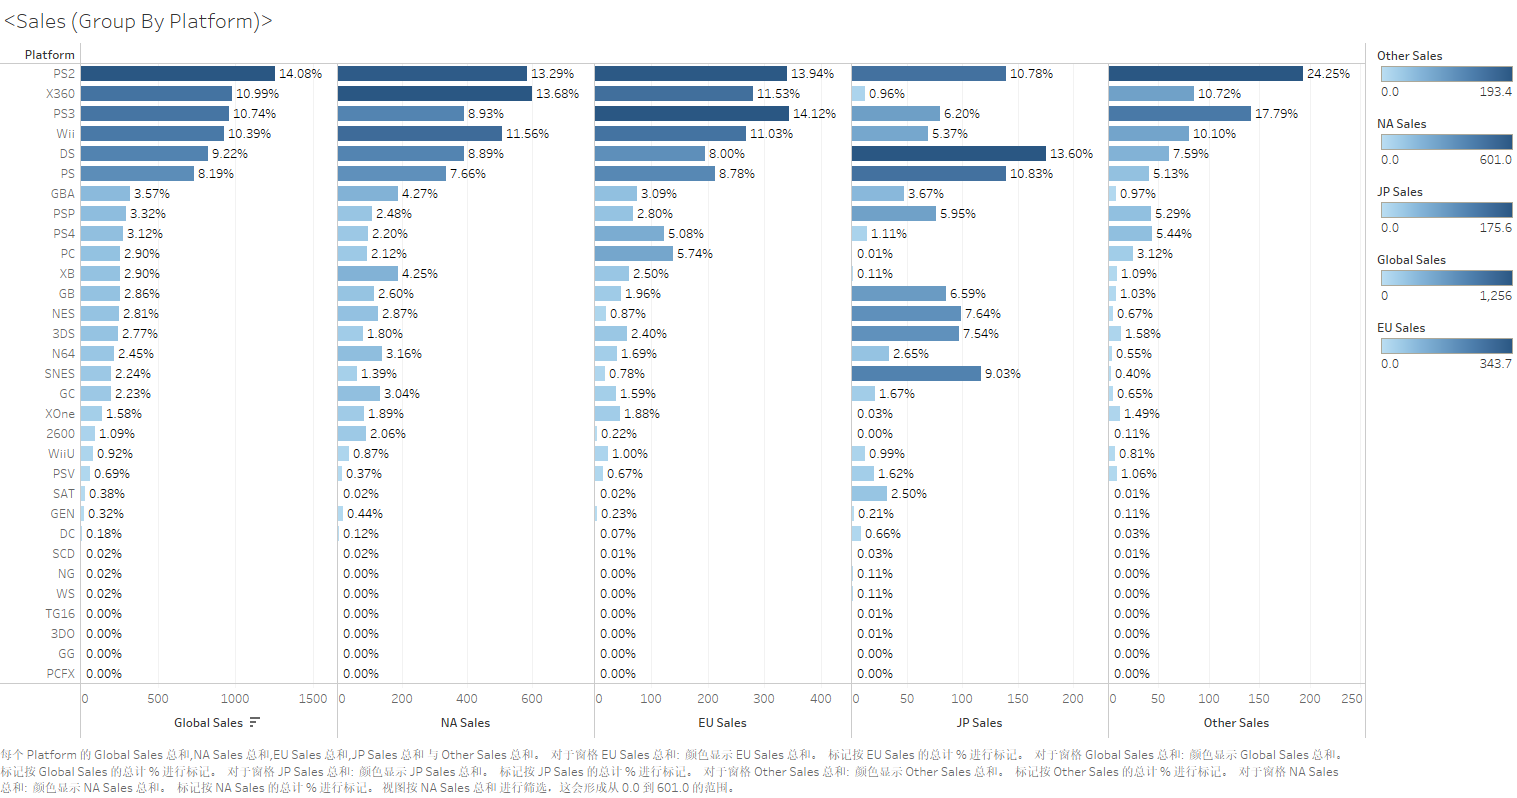 <Sales (Group By Platform)>
Platform
PS2 14.08% 13.29% 13.94% 10.78% 24.25%
X360 10.99% 13.68% 11.53% 0.96% 10.72%
PS3 10.74% 8.93% 14.12% 6.20% 17.79%
Wii 10.39% 11.56% 11.03% 5.37% 10.10%
DS 9.22% 8.89% 8.00% 13.60% 7.59%
PS 8.19% 7.66% 8.78% 10.83% 5.13%
GBA 3.57% 4.27% 3.09% 3.67% 0.97%
PSP 3.32% 2.48% 2.80% 5.95% 5.29%
PS4 3.12% 2.20% 5.08% 1.11% 5.44%
PC 2.90% 2.12% 5.74% 0.01% 3.12%
XB 2.90% 4.25% 2.50% 0.11% 1.09%
GB 2.86% 2.60% 1.96% 6.59% 1.03%
NES 2.81% 2.87% 0.87% 7.64% 0.67%
3DS 2.77% 1.80% 2.40% 7.54% 1.58%
N64 2.45% 3.16% 1.69% 2.65% 0.55%
SNES 2.24% 1.39% 0.78% 9.03% 0.40%
GC 2.23% 3.04% 1.59% 1.67% 0.65%
XOne 1.58% 1.89% 1.88% 0.03% 1.49%
2600 1.09% 2.06% 0.22% 0.00% 0.11%
WiiU 0.92% 0.87% 1.00% 0.99% 0.81%
PSV 0.69% 0.37% 0.67% 1.62% 1.06%
SAT 0.38% 0.02% 0.02% 2.50% 0.01%
GEN 0.32% 0.44% 0.23% 0.21% 0.11%
DC 0.18% 0.12% 0.07% 0.66% 0.03%
SCD 0.02% 0.02% 0.01% 0.03% 0.01%
NG 0.02% 0.00% 0.00% 0.11% 0.00%
WS 0.02% 0.00% 0.00% 0.11% 0.00%
TG16 0.00% 0.00% 0.00% 0.01% 0.00%
3DO 0.00% 0.00% 0.00% 0.01% 0.00%
GG 0.00% 0.00% 0.00% 0.00% 0.00%
PCFX 0.00% 0.00% 0.00% 0.00% 0.00%
0 500 1000 1500 0 200 400 600 0 100 200 300 400 0 50 100 150 200 0 50 100 150 200 250
Global Sales NA Sales EU Sales JP Sales Other Sales
Other Sales
0.0 193.4
NA Sales
0.0 601.0
JP Sales
0.0 175.6
Global Sales
0 1,256
EU Sales
0.0 343.7
每个 Platform 的 Global Sales 总和,NA Sales 总和,EU Sales 总和,JP Sales 总和 与 Other Sales 总和。 对于窗格 EU Sales 总和: 颜色显示 EU Sales 总和。 标记按 EU Sales 的总计 % 进行标记。 对于窗格 Global Sales 总和: 颜色显示 Global Sales 总和。
标记按 Global Sales 的总计 % 进行标记。 对于窗格 JP Sales 总和: 颜色显示 JP Sales 总和。 标记按 JP Sales 的总计 % 进行标记。 对于窗格 Other Sales 总和: 颜色显示 Other Sales 总和。 标记按 Other Sales 的总计 % 进行标记。 对于窗格 NA Sales
总和: 颜色显示 NA Sales 总和。 标记按 NA Sales 的总计 % 进行标记。 视图按 NA Sales 总和 进行筛选，这会形成从 0.0 到 601.0 的范围。